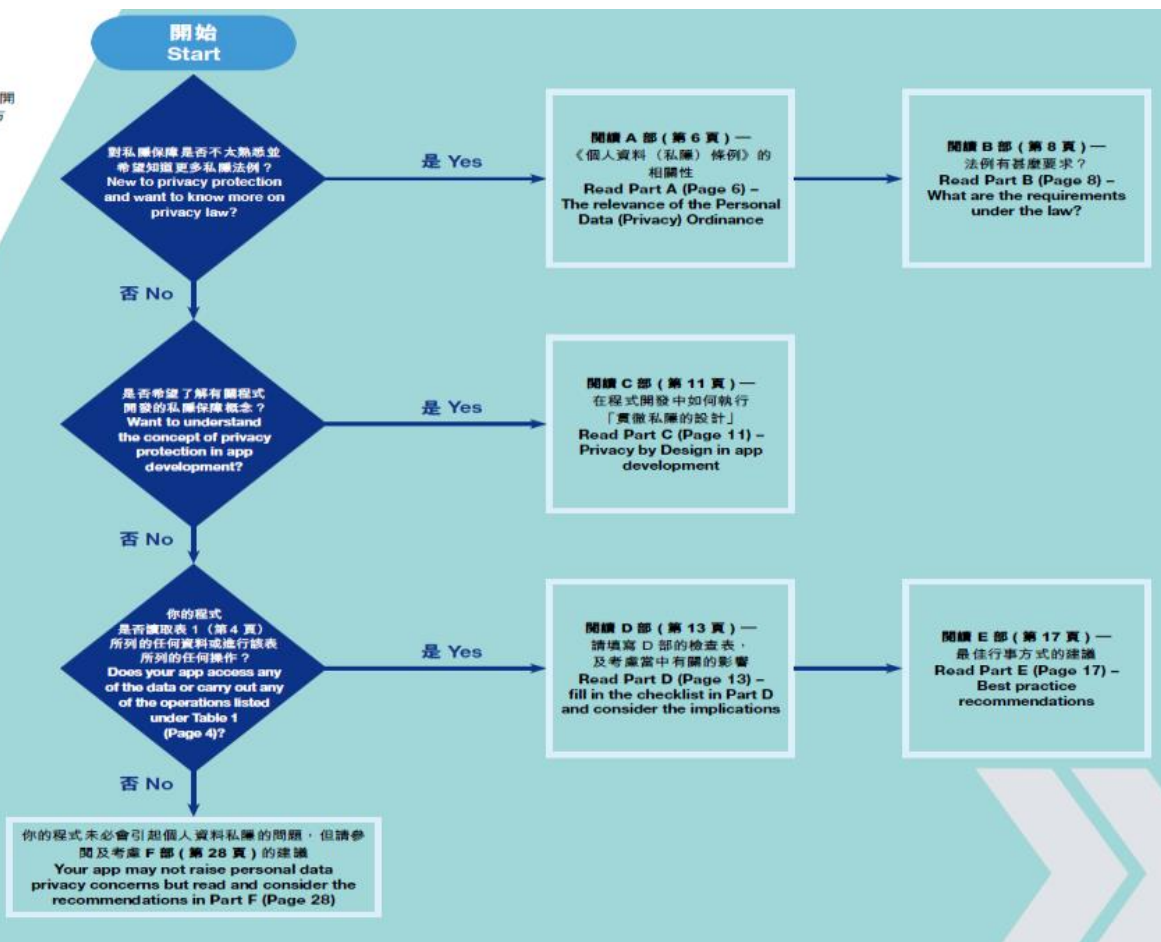 開始
Start
開
對私隱保障是否不太熟悉並
希望知道更多私隱法例？
New to privacy protection
and want to know more on
privacy law?
是 Yes
閱讀 A 部 ( 第 6 頁 ) —
《個人資料（私隱）條例》的
相關性
Read Part A (Page 6) –
The relevance of the Personal
Data (Privacy) Ordinance
閱讀 B 部 ( 第 8 頁 ) —
法例有甚麼要求？
Read Part B (Page 8) –
What are the requirements
under the law?
否 No
是否希望了解有關程式
開發的私隱保障概念？
Want to understand
the concept of privacy
protection in app
development?
是 Yes
閱讀 C 部 ( 第 11 頁 ) —
在程式開發中如何執行
「貫徹私隱的設計」
Read Part C (Page 11) –
Privacy by Design in app
development
否 No
你的程式
是否讀取表 1（第 4 頁）
所列的任何資料或進行該表
所列的任何操作？
Does your app access any
of the data or carry out any
of the operations listed
under Table 1
(Page 4)?
是 Yes
閱讀 D 部 ( 第 13 頁 ) —
請填寫 D 部的檢查表，
及考慮當中有關的影響
Read Part D (Page 13) –
fill in the checklist in Part D
and consider the implications
閱讀 E 部 ( 第 17 頁 ) —
最佳行事方式的建議
Read Part E (Page 17) –
Best practice
recommendations
否 No
你的程式未必會引起個人資料私隱的問題，但請參
閱及考慮 F 部 ( 第 28 頁 ) 的建議
Your app may not raise personal data
privacy concerns but read and consider the
recommendations in Part F (Page 28)